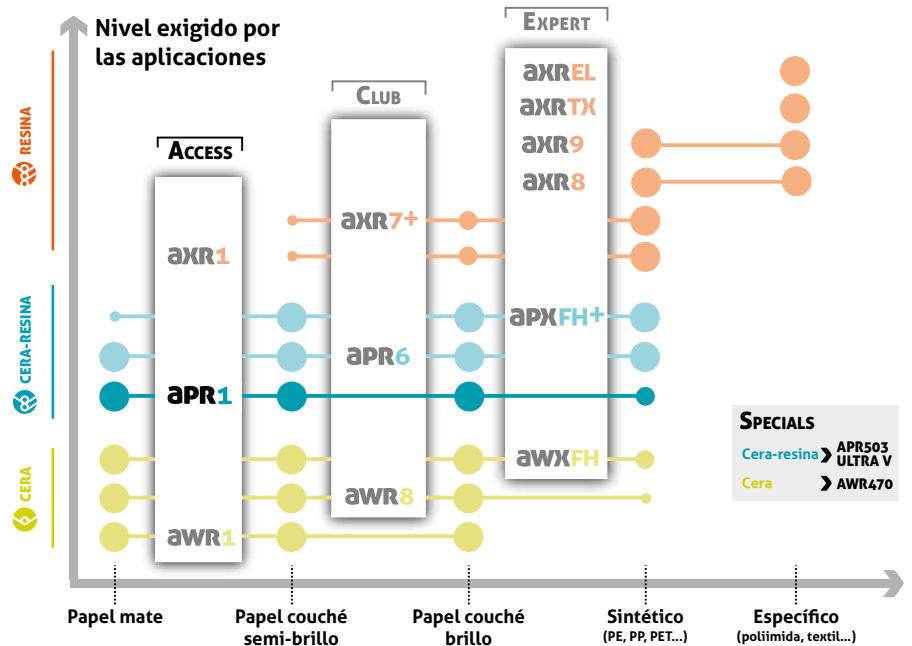 Nivel exigido por
las aplicaciones
EXPERT
CLUB
ACCESS
RESINA
CERA-RESINA
CERA
aXREL
aXRTX
aXR9
aXR8
aXR7+
aXR1
aPXFH+
aPR6
aPR1
aWXFH
aWR8
aWR1
SPECIALS
Cera-resina APR503
ULTRA V
Cera AWR470
Papel mate
Papel couché
semi-brillo
Papel couché
brillo
Sintético
(PE, PP, PET...)
Específico
(poliimida, textil...)